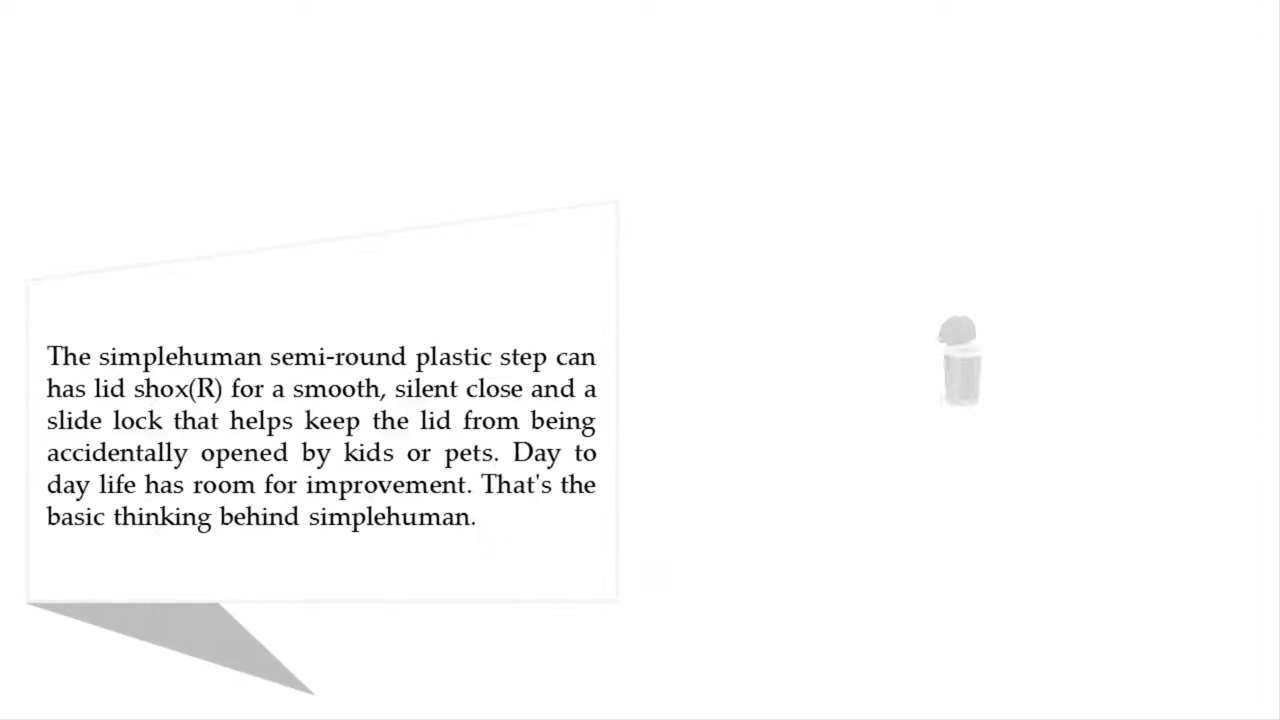 The simplehuman semi-round plastic step can
has lid shox(R) for a smooth, silent close and a
slide lock that helps keep the lid from being
accidentally opened by kids or pets. Day to
day life has room for improvement. That's the
basic thinking behind simplehuman.